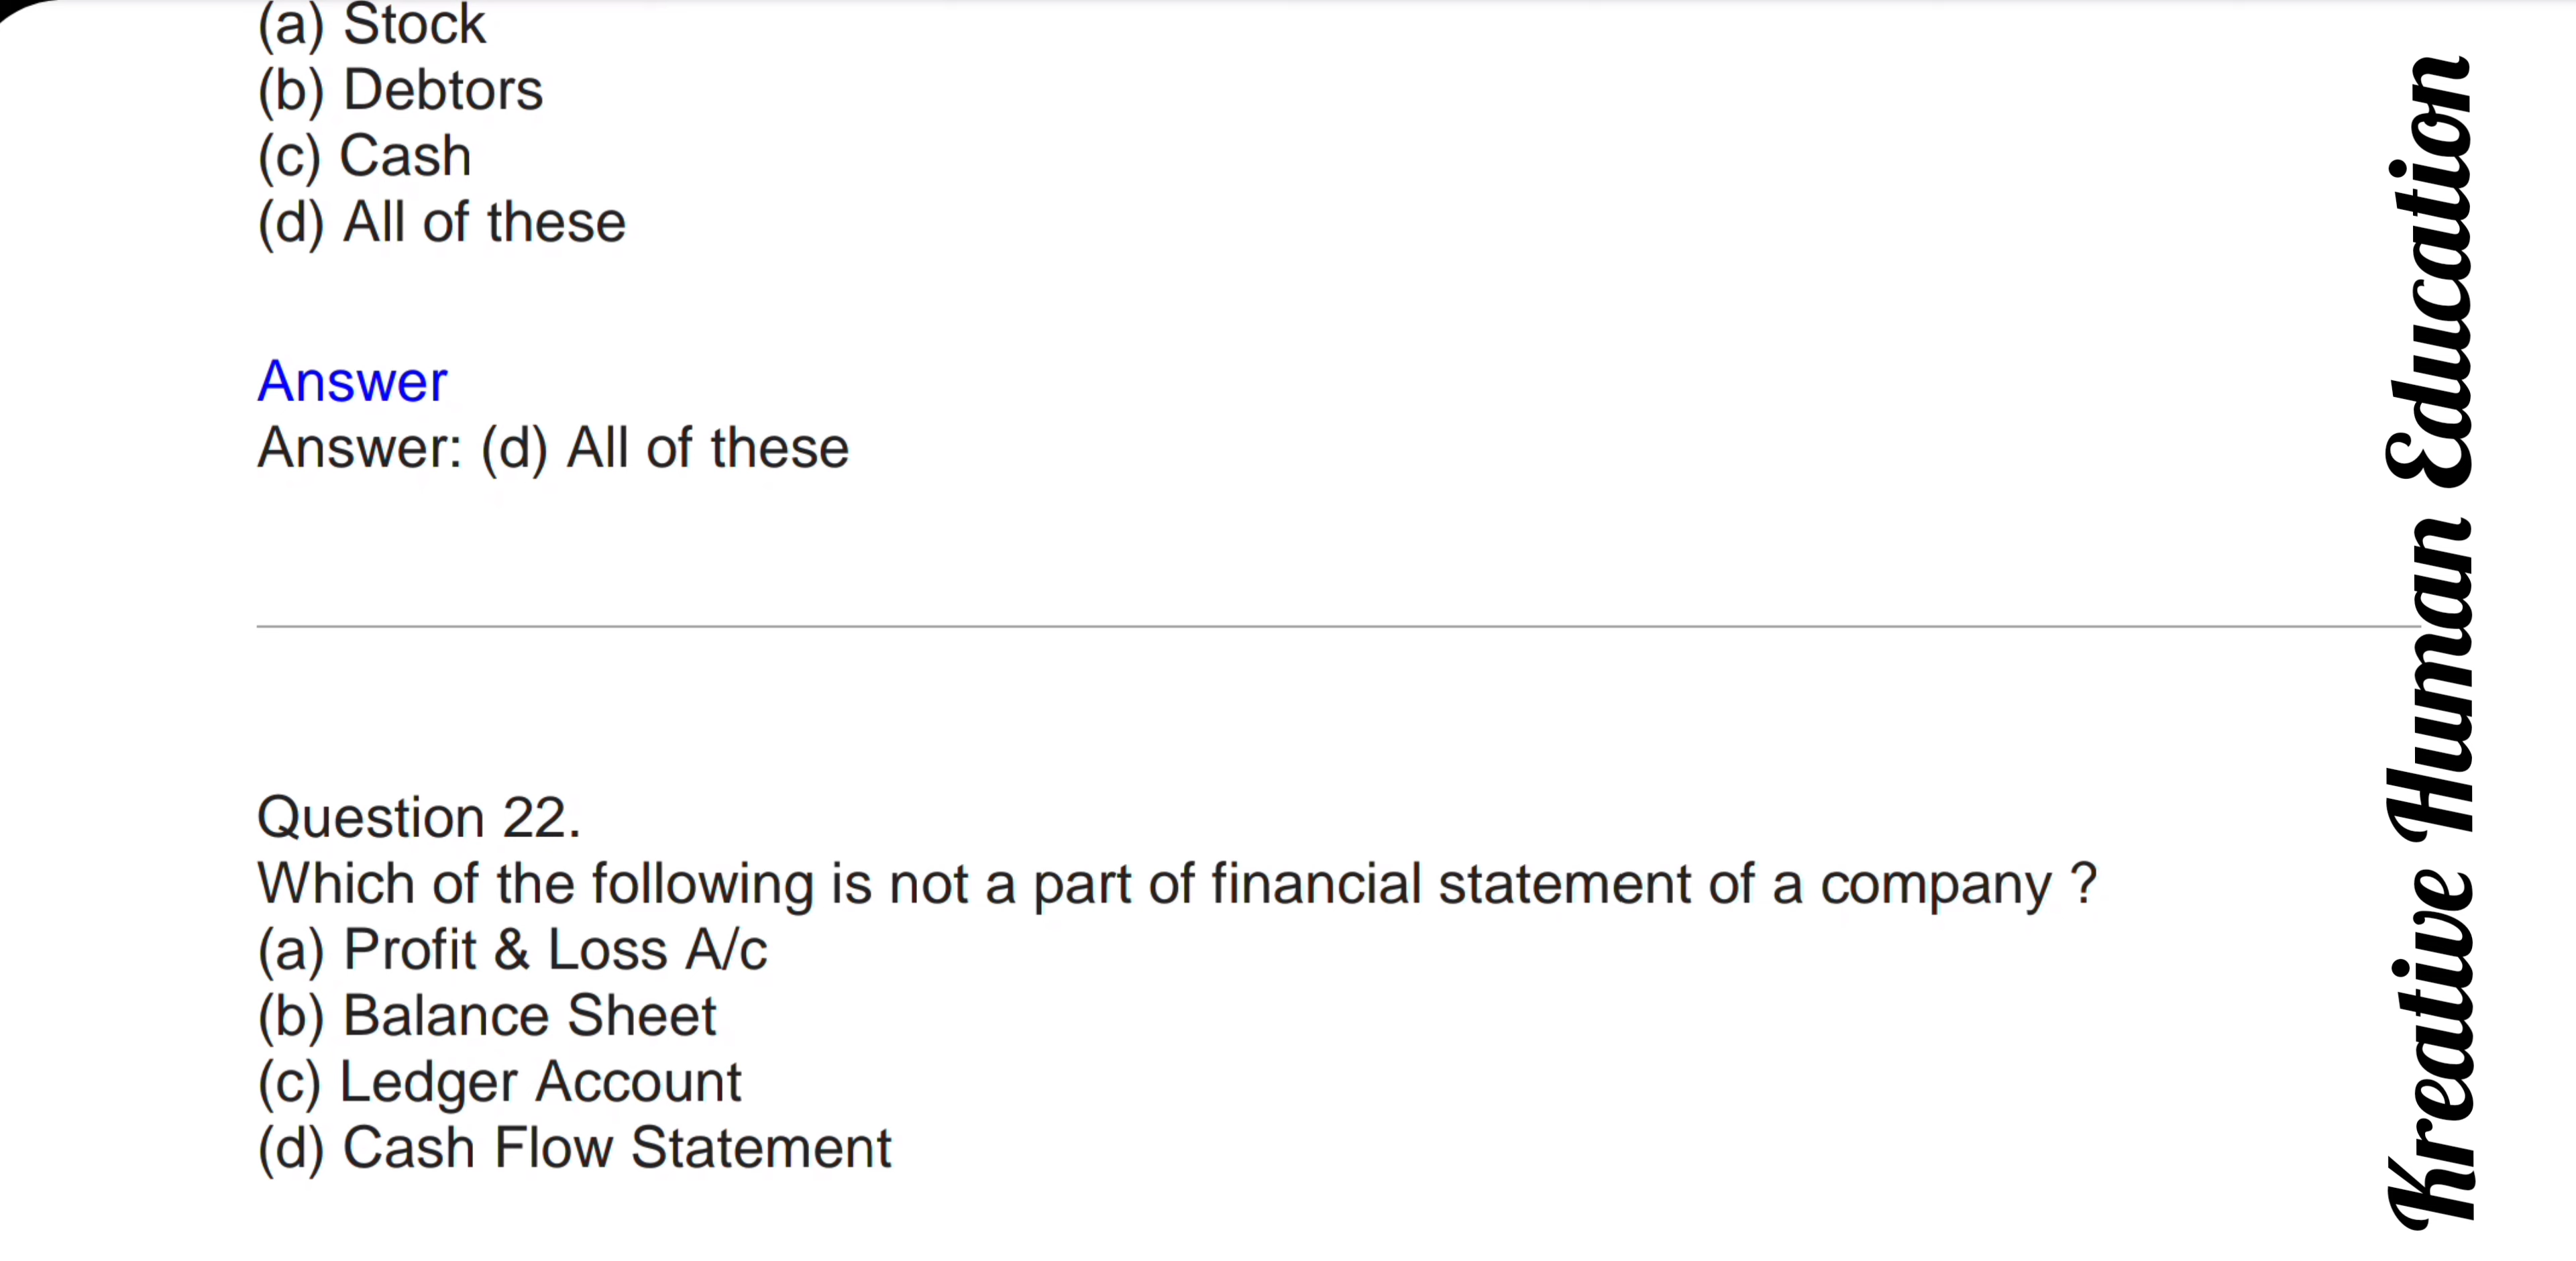 (a) Stock
(b) Debtors
(c) Cash
(d) All of these
Answer
Answer: (d) All of these
Question 22.
Which of the following is not a part of financial statement of a company ?
(a) Profit & Loss A/c
(b) Balance Sheet
(c) Ledger Account
(d) Cash Flow Statement
Kreative Human Education